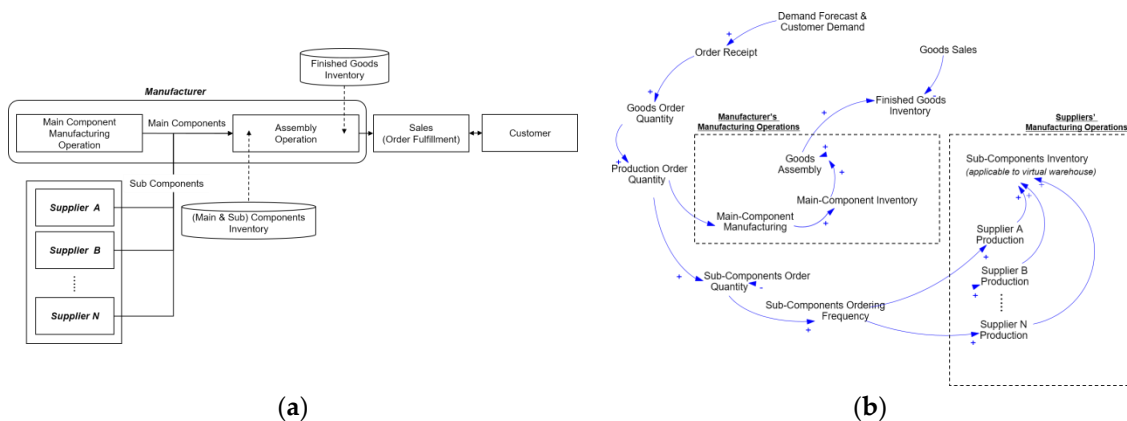 Finished Goods
Inventory
Manufacturer
Main Component
Manufacturing
Operation
Main Components
Assembly
Operation
Sales
(Order Fulfillment)
Customer
Sub Components
Supplier A
(Main & Sub) Components
Inventory
Supplier B
Supplier N
(a)
Demand Forecast &
Customer Demand
+
Order Receipt
Goods Sales
+
-
Finished Goods
Inventory
Goods Order
Quantity
+
Manufacturer's
Manufacturing Operations
Suppliers'
Manufacturing Operations
+
Production Order
Quantity
Goods
Assembly
+
+
Sub-Components Inventory
(applicable to virtual warehouse)
+
+
+
Main-Component Inventory
Main-Component
Manufacturing
+
Supplier A
Production
+
Sub-Components Order
Quantity
+
-
Supplier B
Production
+
Sub-Components Ordering
Frequency
+
Supplier N
Production
+
(b)